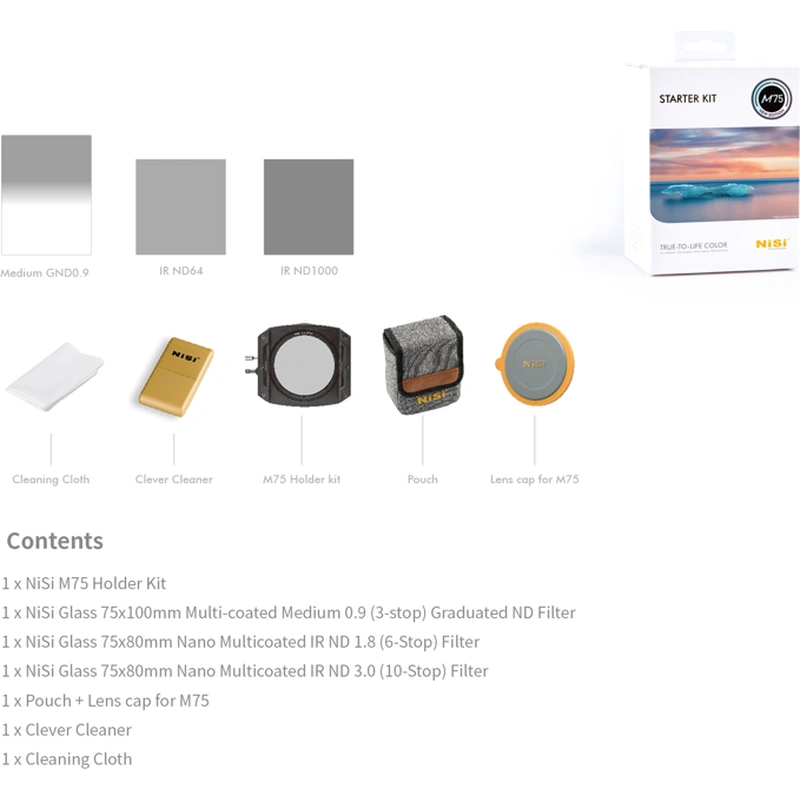 STARTER KIT
M75
TRUE-TO-LIFE COLOR
NiSi
Medium GND0.9
IR ND64
IR ND1000
NiSi
NiSi
NiSi
Cleaning Cloth
Clever Cleaner
M75 Holder kit
Pouch
Lens cap for M75
Contents
1 x NiSi M75 Holder Kit
1 x NiSi Glass 75x100mm Multi-coated Medium 0.9 (3-stop) Graduated ND Filter
1 x NiSi Glass 75x80mm Nano Multicoated IR ND 1.8 (6-Stop) Filter
1 x NiSi Glass 75x80mm Nano Multicoated IR ND 3.0 (10-Stop) Filter
1 x Pouch + Lens cap for M75
1 x Clever Cleaner
1 x Cleaning Cloth